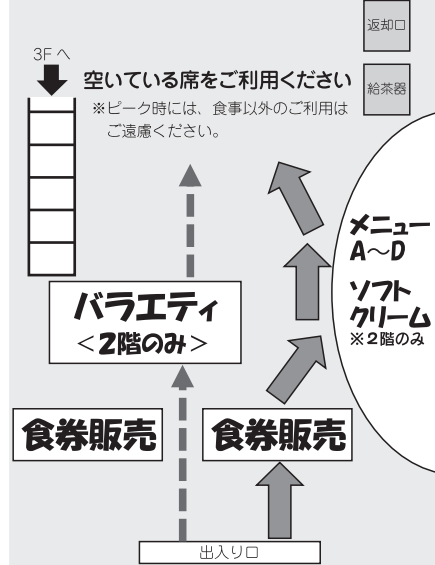 返却口
3F へ
空いている席をご利用ください
給茶器
※ピーク時には、食事以外のご利用は
ご遠慮ください。
メニュー
A～D
ソフト
クリーム
※2階のみ
バラエティ
＜2階のみ＞
食券販売
食券販売
出入り口